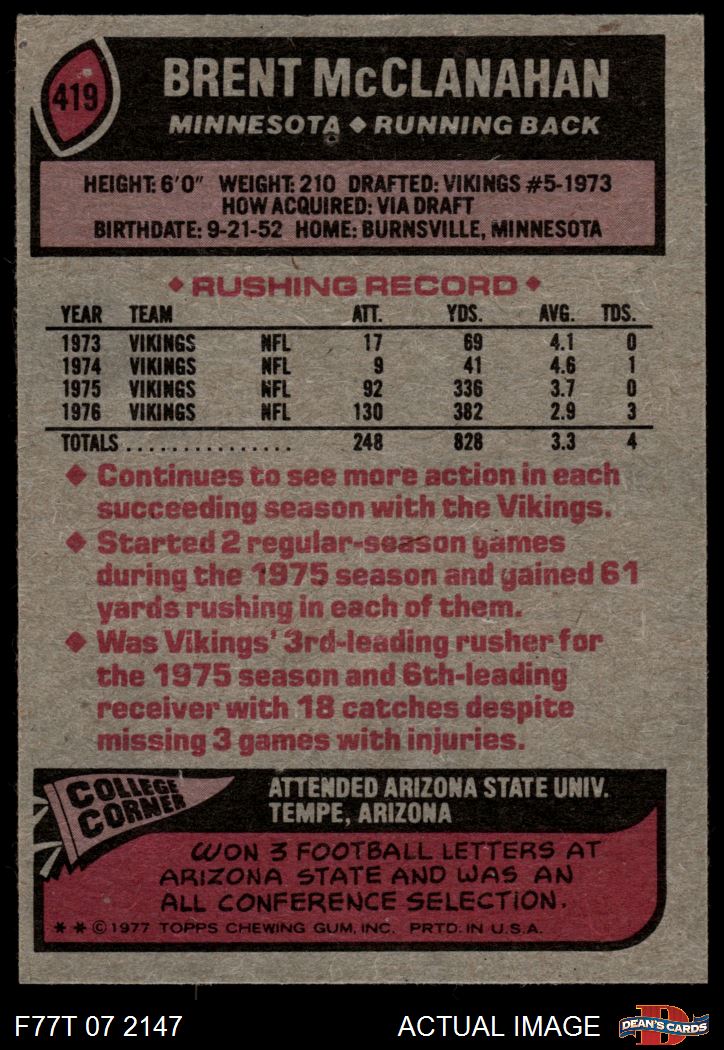 419
BRENT McCLANAHAN
MINNESOTA ◆ RUNNING BACK
HEIGHT: 6'0" WEIGHT: 210 DRAFTED: VIKINGS #5-1973
HOW ACQUIRED: VIA DRAFT
BIRTHDATE: 9-21-52 HOME: BURNSVILLE, MINNESOTA
◆ RUSHING RECORD ◆
YEAR TEAM ATT. YDS. AVG. TDS.
1973 VIKINGS NFL 17 69 4.1 0
1974 VIKINGS NFL 9 41 4.6 1
1975 VIKINGS NFL 92 336 3.7 0
1976 VIKINGS NFL 130 382 2.9 3
TOTALS ................ 248 828 3.3 4
◆ Continues to see more action in each
succeeding season with the Vikings.
◆ Started 2 regular-season games
during the 1975 season and gained 61
yards rushing in each of them.
◆ Was Vikings' 3rd-leading rusher for
the 1975 season and 6th-leading
receiver with 18 catches despite
missing 3 games with injuries.
COLLEGE
CORNER
ATTENDED ARIZONA STATE UNIV.
TEMPE, ARIZONA
WON 3 FOOTBALL LETTERS AT
ARIZONA STATE AND WAS AN
ALL CONFERENCE SELECTION.
* * © 1977 TOPPS CHEWING GUM, INC. PRTD. IN U.S.A.
F77T 07 2147 ACTUAL IMAGE
D
DEAN'S CARDS